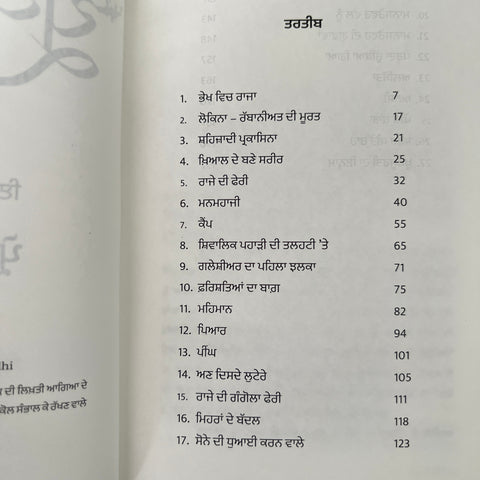 ਤਰਤੀਬ
1. ਭੇਖ ਵਿਚ ਰਾਜਾ 7
2. ਲੋਕਿਨਾ – ਰੱਬਾਨੀਅਤ ਦੀ ਮੂਰਤ 17
3. ਸ਼ਹਿਜ਼ਾਦੀ ਪ੍ਰਕਾਸਿਨਾ 21
4. ਖ਼ਿਆਲ ਦੇ ਬਣੇ ਸਰੀਰ 25
5. ਰਾਜੇ ਦੀ ਫੇਰੀ 32
6. ਮਨਮਹਾਜੀ 40
7. ਕੈਂਪ 55
8. ਸ਼ਿਵਾਲਿਕ ਪਹਾੜੀ ਦੀ ਤਲਹਟੀ 'ਤੇ 65
9. ਗਲੇਸ਼ੀਅਰ ਦਾ ਪਹਿਲਾ ਝਲਕਾ 71
10. ਫ਼ਰਿਸ਼ਤਿਆਂ ਦਾ ਬਾਗ਼ 75
11. ਮਹਿਮਾਨ 82
12. ਪਿਆਰ 94
13. ਪੀਂਘ 101
14. ਅਣ ਦਿਸਦੇ ਲੁਟੇਰੇ 105
15. ਰਾਜੇ ਦੀ ਗੰਗੋਲਾ ਫੇਰੀ 111
16. ਮਿਹਰਾਂ ਦੇ ਬੱਦਲ 118
17. ਸੋਨੇ ਦੀ ਧੁਆਈ ਕਰਨ ਵਾਲੇ 123
ਦੀ ਲਿਖ਼ਤੀ ਆਗਿਆ ਦੇ
ਕੋਲ ਸੰਭਾਲ ਕੇ ਰੱਖਣ ਵਾਲੇ